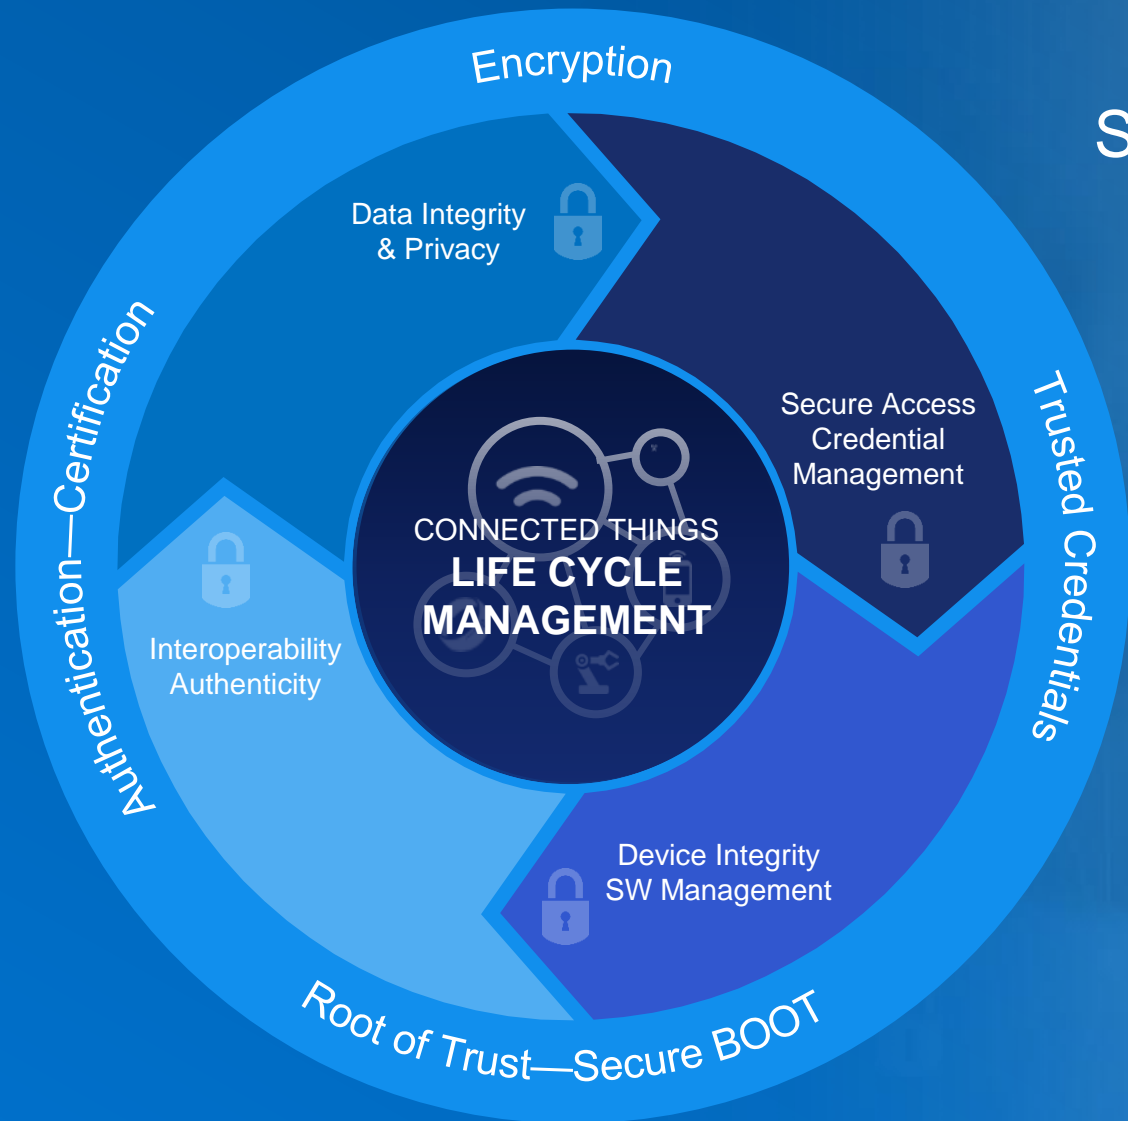 Encryption
S
Data Integrity
& Privacy
Authentication—Certification
Trusted Credentials
Secure Access
Credential
Management
CONNECTED THINGS
LIFE CYCLE
MANAGEMENT
Interoperability
Authenticity
Device Integrity
SW Management
Root of Trust—Secure BOOT